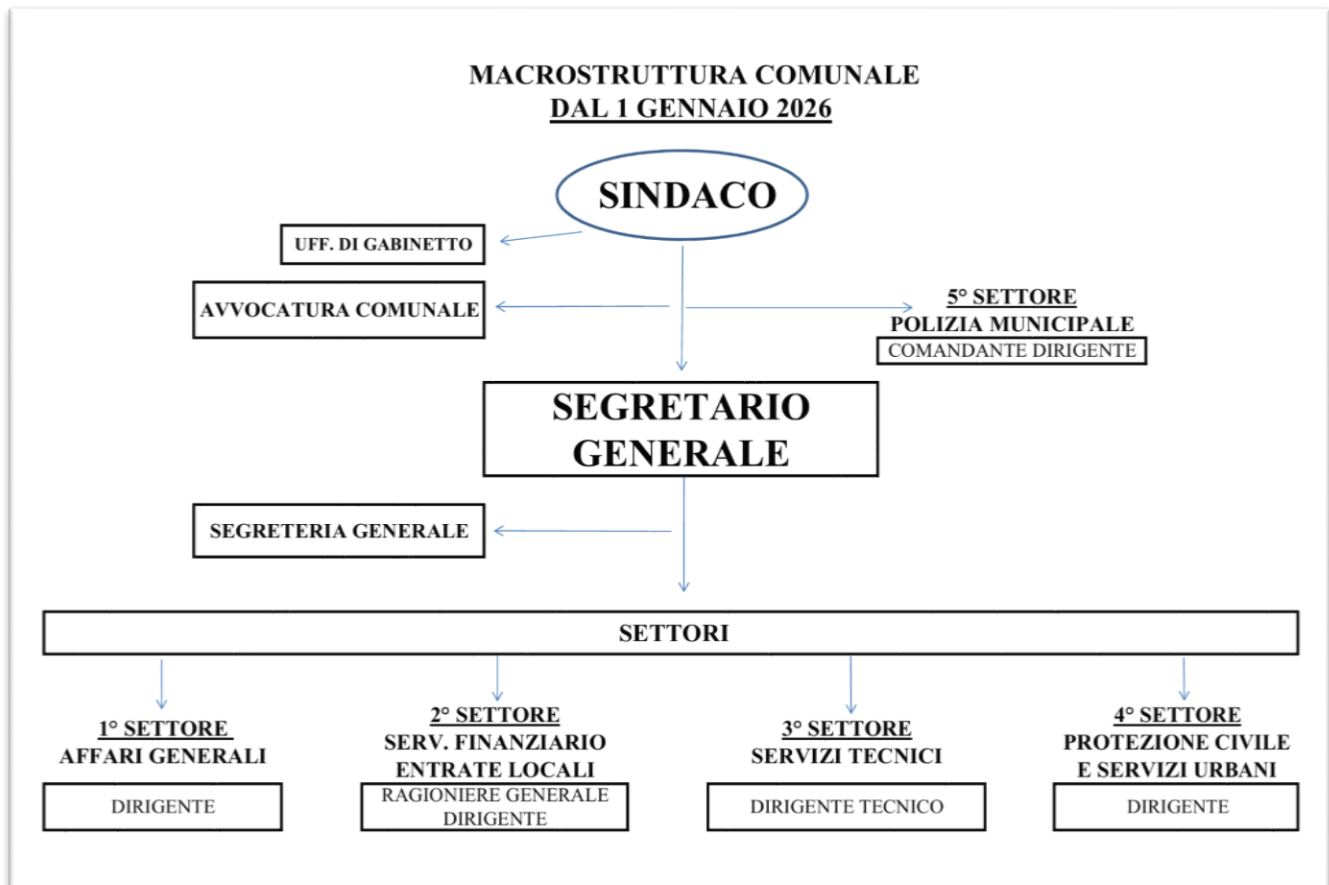 MACROSTRUTTURA COMUNALE
DAL 1 GENNAIO 2026
SINDACO
UFF. DI GABINETTO
AVVOCATURA COMUNALE
5° SETTORE
POLIZIA MUNICIPALE
COMANDANTE DIRIGENTE
SEGRETARIO
GENERALE
SEGRETERIA GENERALE
SETTORI
1° SETTORE
AFFARI GENERALI
DIRIGENTE
2° SETTORE
SERV. FINANZIARIO
ENTRATE LOCALI
RAGIONIERE GENERALE
DIRIGENTE
3° SETTORE
SERVIZI TECNICI
DIRIGENTE TECNICO
4° SETTORE
PROTEZIONE CIVILE
E SERVIZI URBANI
DIRIGENTE